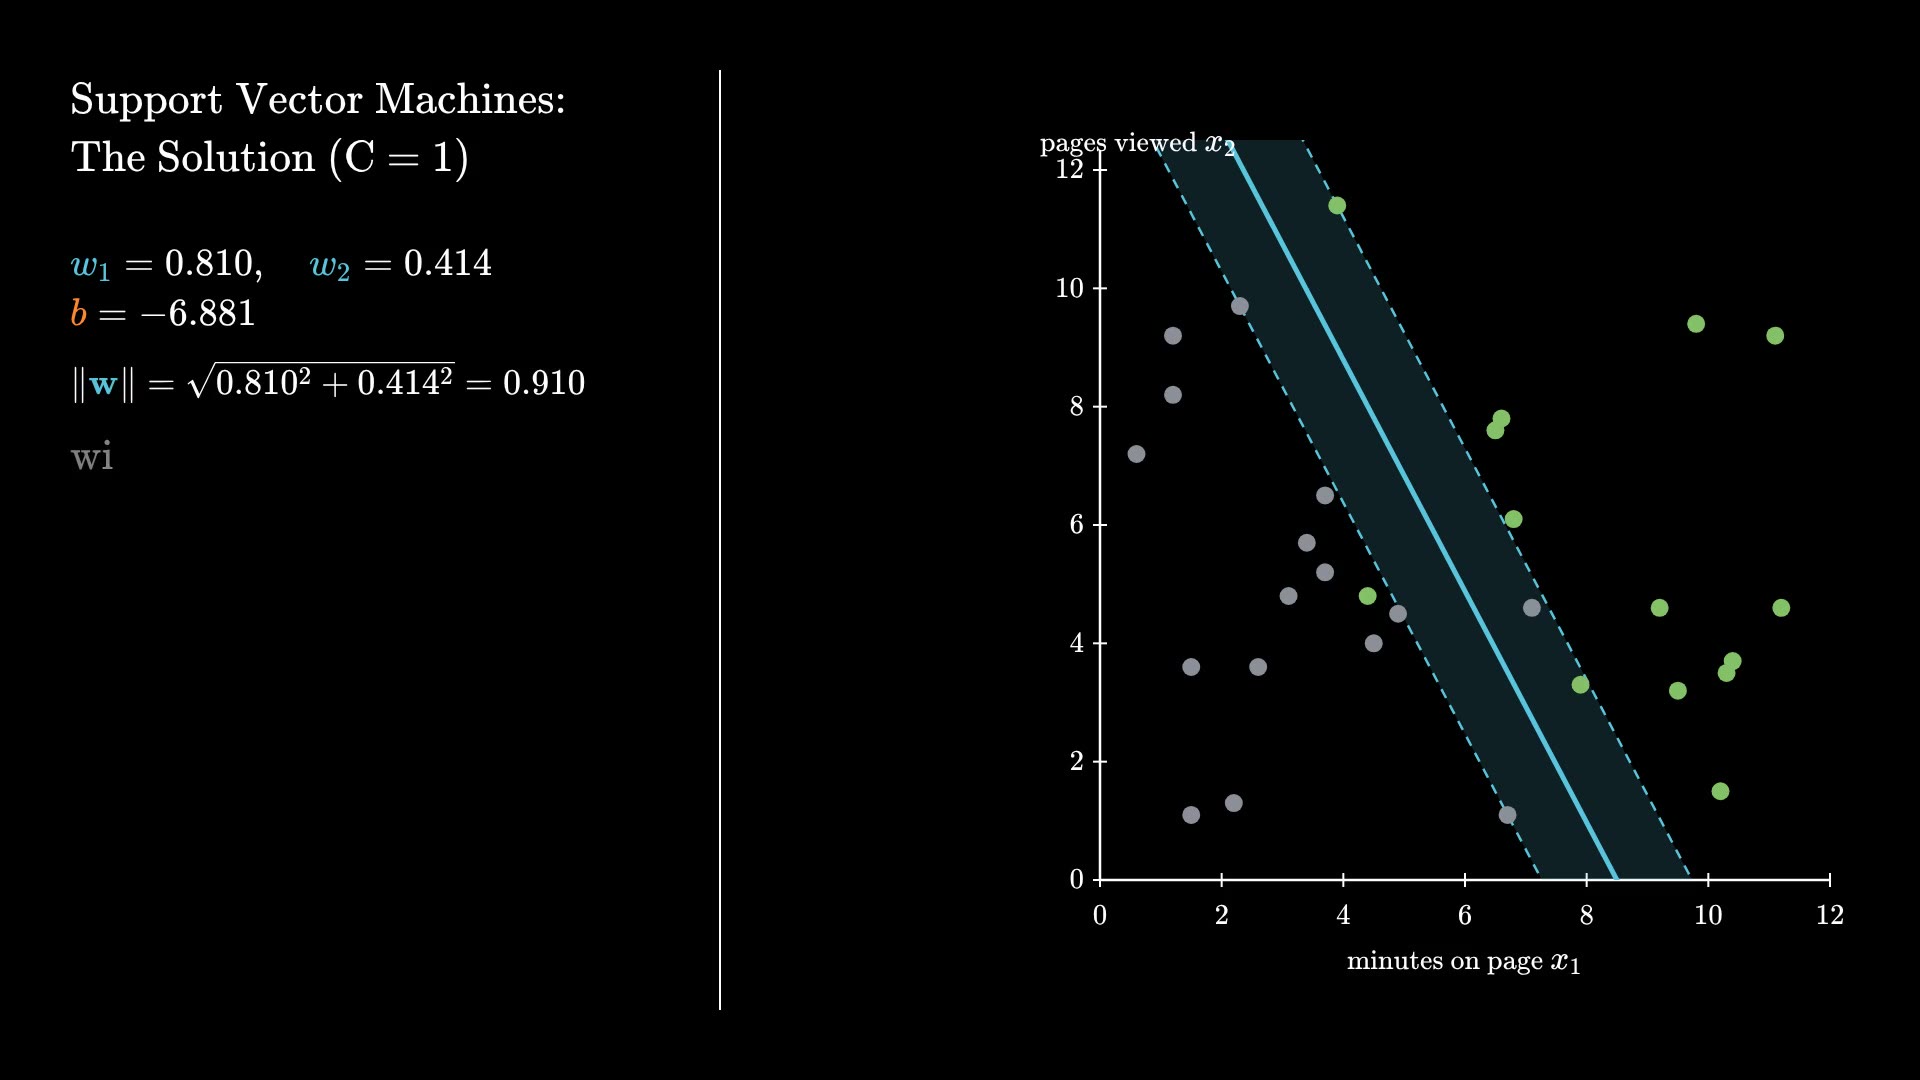 Support Vector Machines:
The Solution (C = 1)
w₁ = 0.810, w₂ = 0.414
b = −6.881
‖w‖ = √(0.810² + 0.414²) = 0.910
wi
pages viewed x₂
12
10
8
6
4
2
0
0 2 4 6 8 10 12
minutes on page x₁